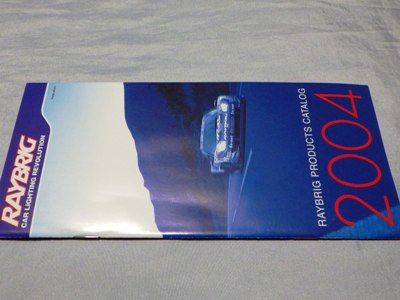 RAYBRIG
CAR LIGHTING REVOLUTION
RAYBRIG PRODUCTS CATALOG
2004